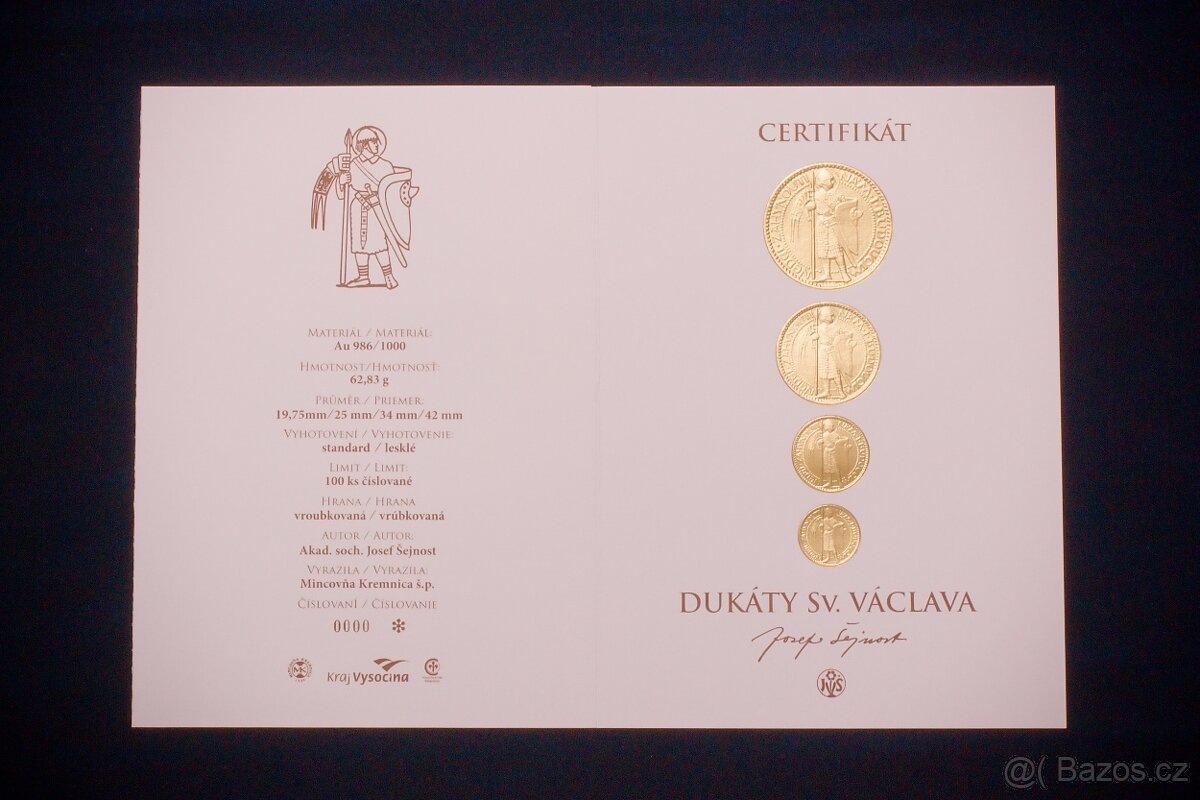 Materiál / Materiál:
Au 986/1000
Hmotnost/Hmotnosť:
62,83 g
Průměr / Priemer:
19,75mm/25 mm/34 mm/42 mm
Vyhotovení / Vyhotovenie:
standard / lesklé
Limit / Limit:
100 ks číslované
Hrana / Hrana
vroubkovaná / vrúbkovaná
Autor / Autor:
Akad. soch. Josef Šejnost
Vyrazila / Vyrazila:
Mincovňa Kremnica š.p.
Číslovaní / Číslovanie
0000 *
MK
Kraj Vysočina
CERTIFIKÁT
DUKÁTY Sv. VÁCLAVA
Josef Šejnost
@( Bazos.cz